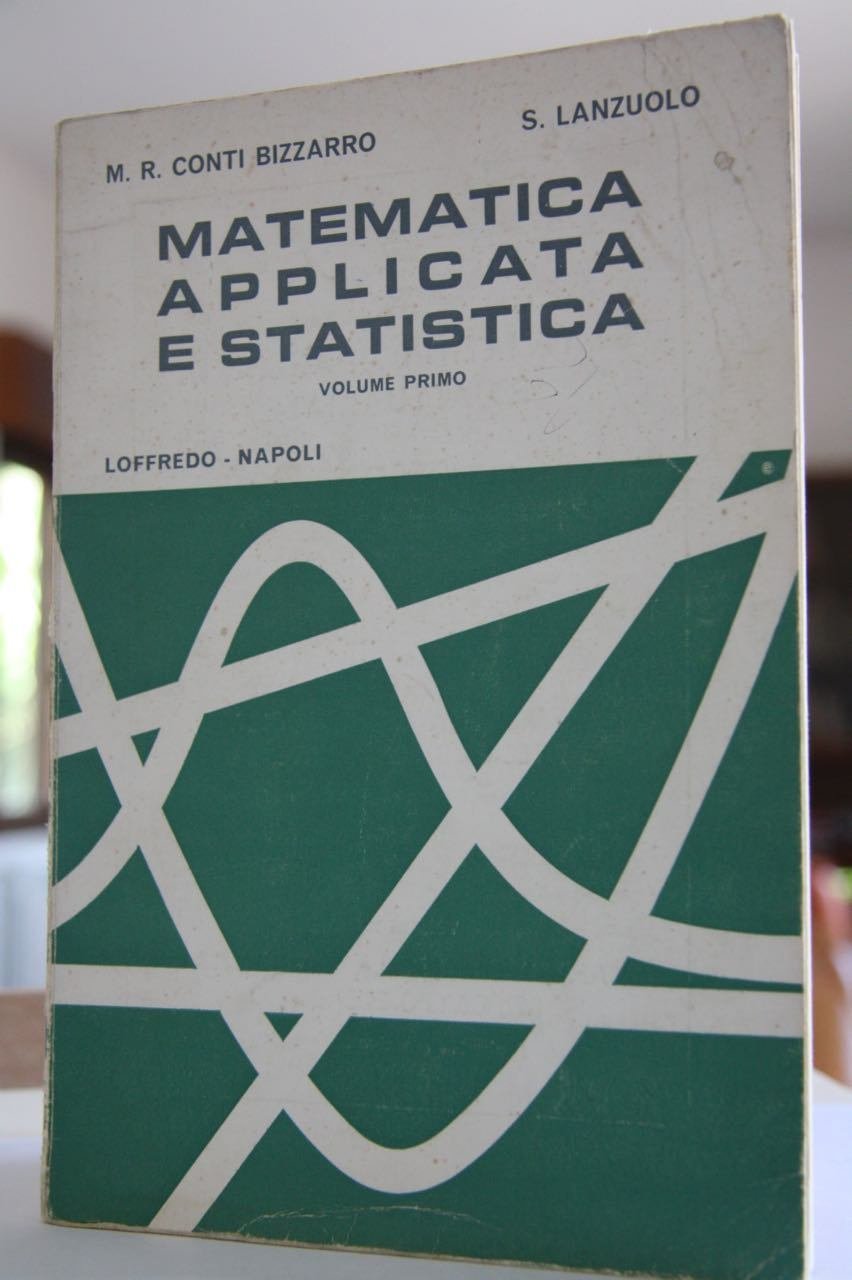 M. R. CONTI BIZZARRO
S. LANZUOLO
MATEMATICA
APPLICATA
E STATISTICA
VOLUME PRIMO
LOFFREDO - NAPOLI